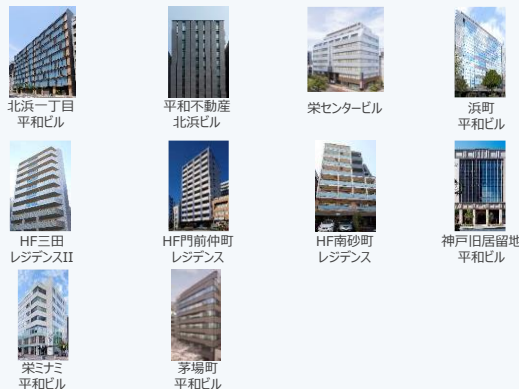 北浜一丁目
平和ビル
平和不動産
北浜ビル
栄センタービル
浜町
平和ビル
HF三田
レジデンスII
HF門前仲町
レジデンス
HF南砂町
レジデンス
神戸旧居留地
平和ビル
栄ミナミ
平和ビル
茅場町
平和ビル